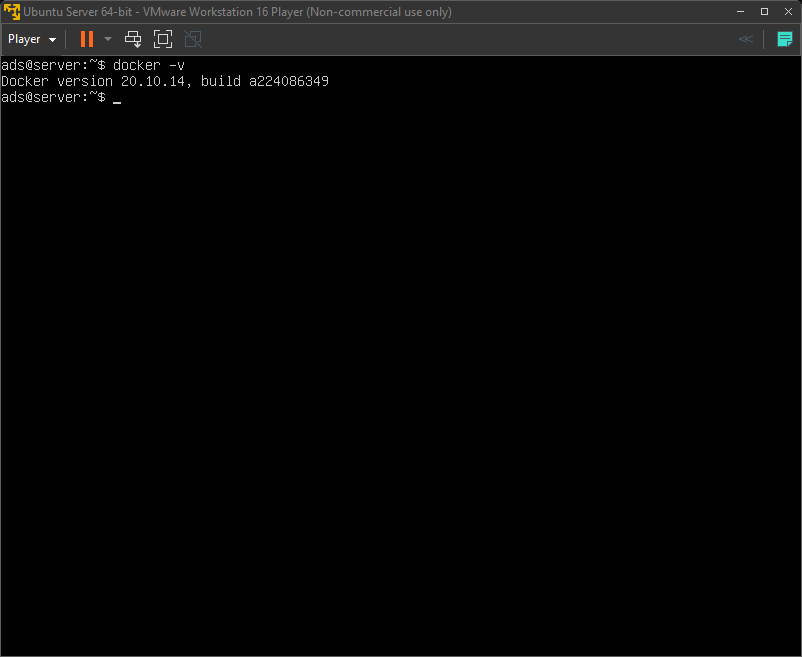 Ubuntu Server 64-bit - VMware Workstation 16 Player (Non-commercial use only)
Player
ads@server:~$ docker -v
Docker version 20.10.14, build a224086349
ads@server:~$ _